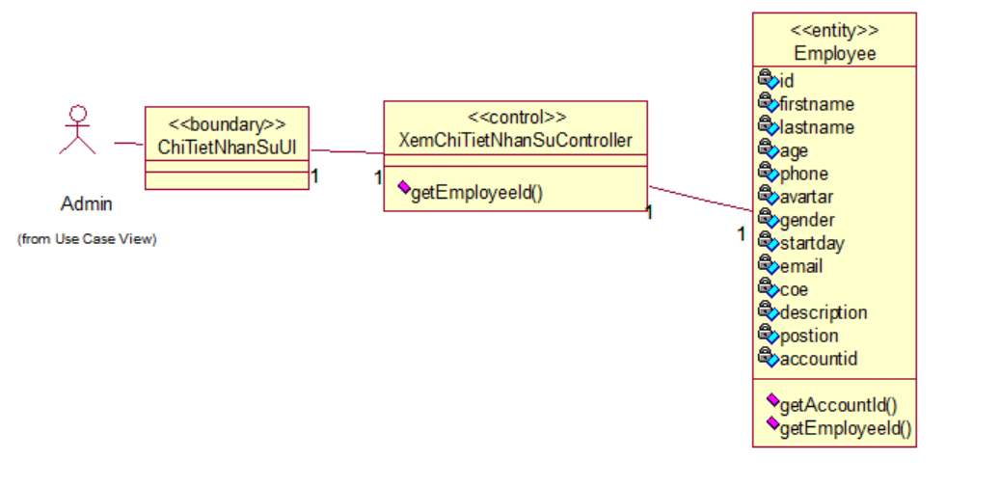 <<entity>>
Employee
id
firstname
lastname
age
phone
avartar
gender
startday
email
coe
description
postion
accountid
getAccountId()
getEmployeeId()
<<control>>
XemChiTietNhanSuController
getEmployeeId()
<<boundary>>
ChiTietNhanSuUI
1
1
1
1
Admin
(from Use Case View)